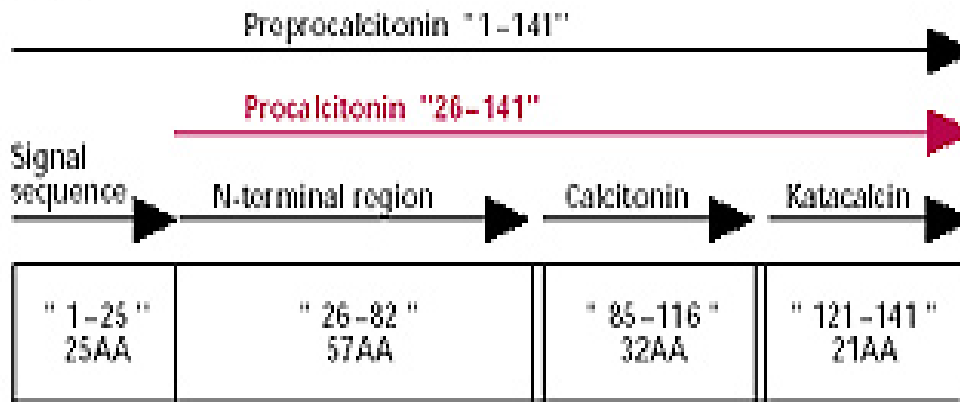 Preprocalcitonin "1–141"
Procalcitonin "26–141"
Signal
sequence
N-terminal region
Calcitonin
Katacalcin
" 1–25 "
25AA
" 26–82 "
57AA
" 85–116 "
32AA
" 121–141 "
21AA